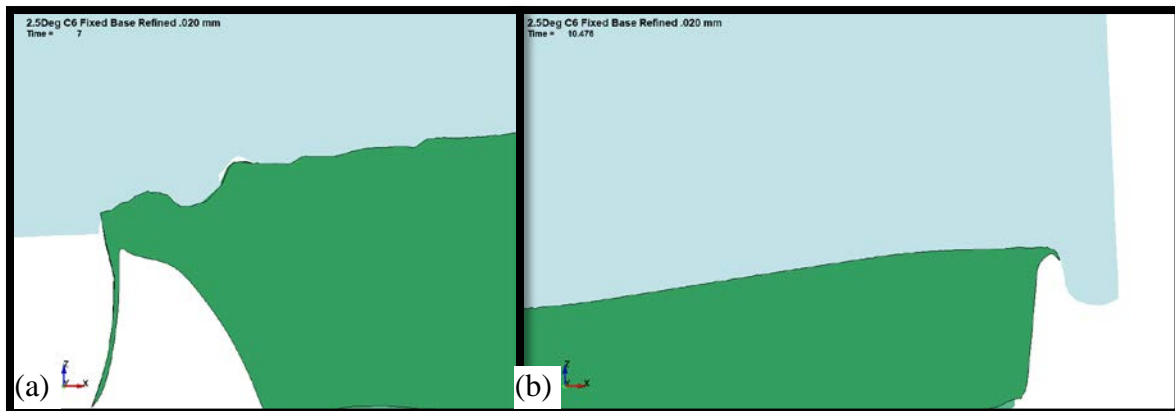 2.5Deg C6 Fixed Base Refined .020 mm
Time = 7
Z
Y X
(a)
2.5Deg C6 Fixed Base Refined .020 mm
Time = 10.476
Z
Y X
(b)